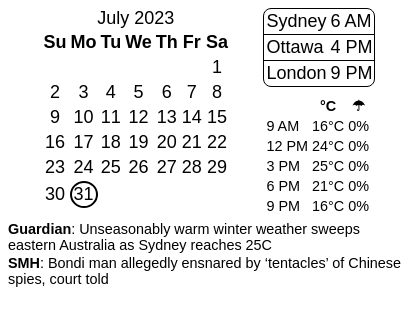 July 2023
Su Mo Tu We Th Fr Sa
1
2 3 4 5 6 7 8
9 10 11 12 13 14 15
16 17 18 19 20 21 22
23 24 25 26 27 28 29
30 31
Sydney 6 AM
Ottawa 4 PM
London 9 PM
°C ☂
9 AM 16°C 0%
12 PM 24°C 0%
3 PM 25°C 0%
6 PM 21°C 0%
9 PM 16°C 0%
Guardian: Unseasonably warm winter weather sweeps
eastern Australia as Sydney reaches 25C
SMH: Bondi man allegedly ensnared by ‘tentacles’ of Chinese
spies, court told